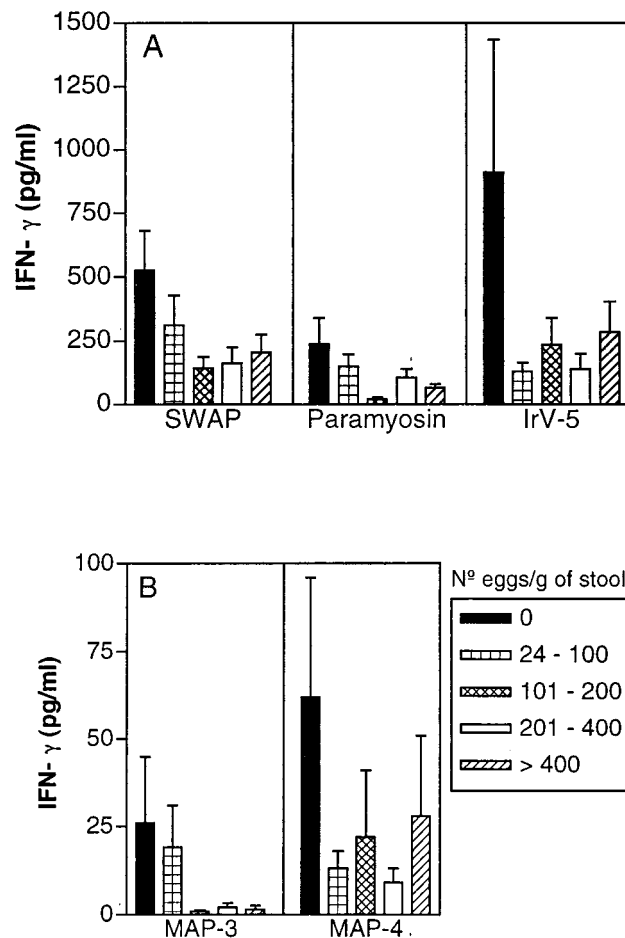 A
IFN- γ (pg/ml)
1500
1250
1000
750
500
250
0
SWAP Paramyosin IrV-5
B
IFN- γ (pg/ml)
100
75
50
25
0
MAP-3 MAP-4
Nº eggs/g of stool
0
24 - 100
101 - 200
201 - 400
> 400